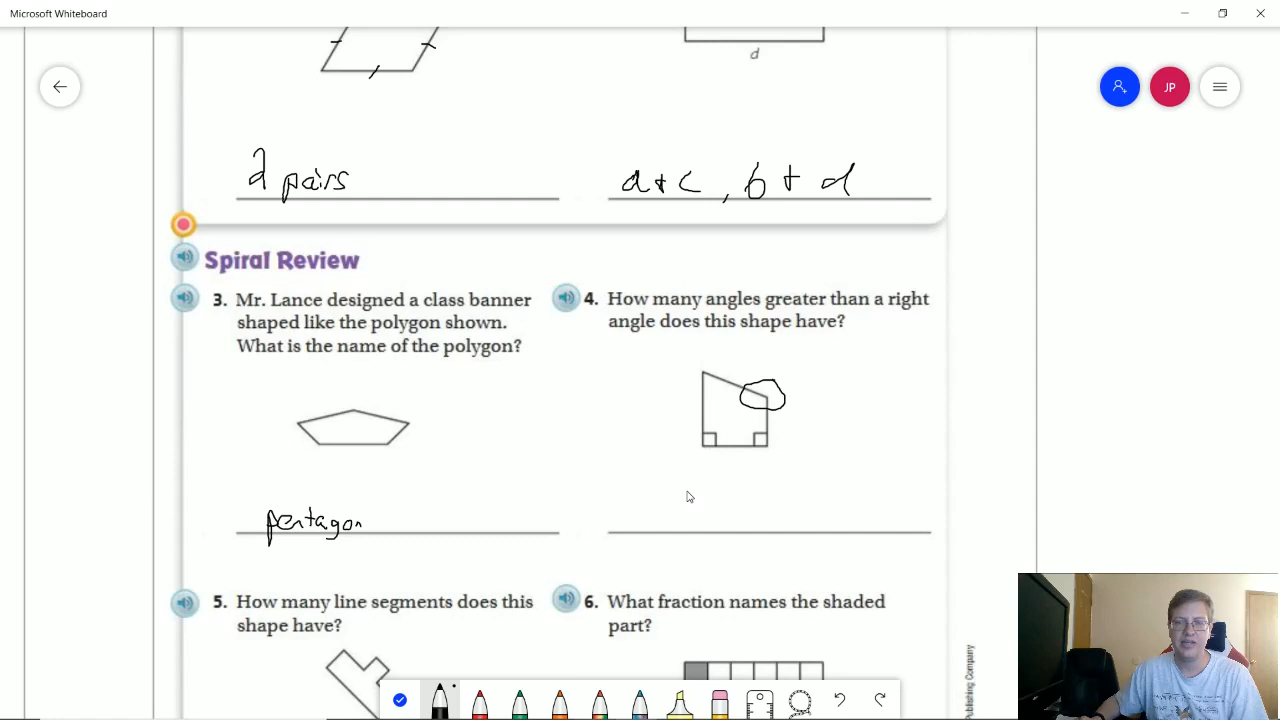 Microsoft Whiteboard
JP
d
2 pairs
a + c, b + d
Spiral Review
3. Mr. Lance designed a class banner
shaped like the polygon shown.
What is the name of the polygon?
4. How many angles greater than a right
angle does this shape have?
pentagon
5. How many line segments does this
shape have?
6. What fraction names the shaded
part?
Publishing Company